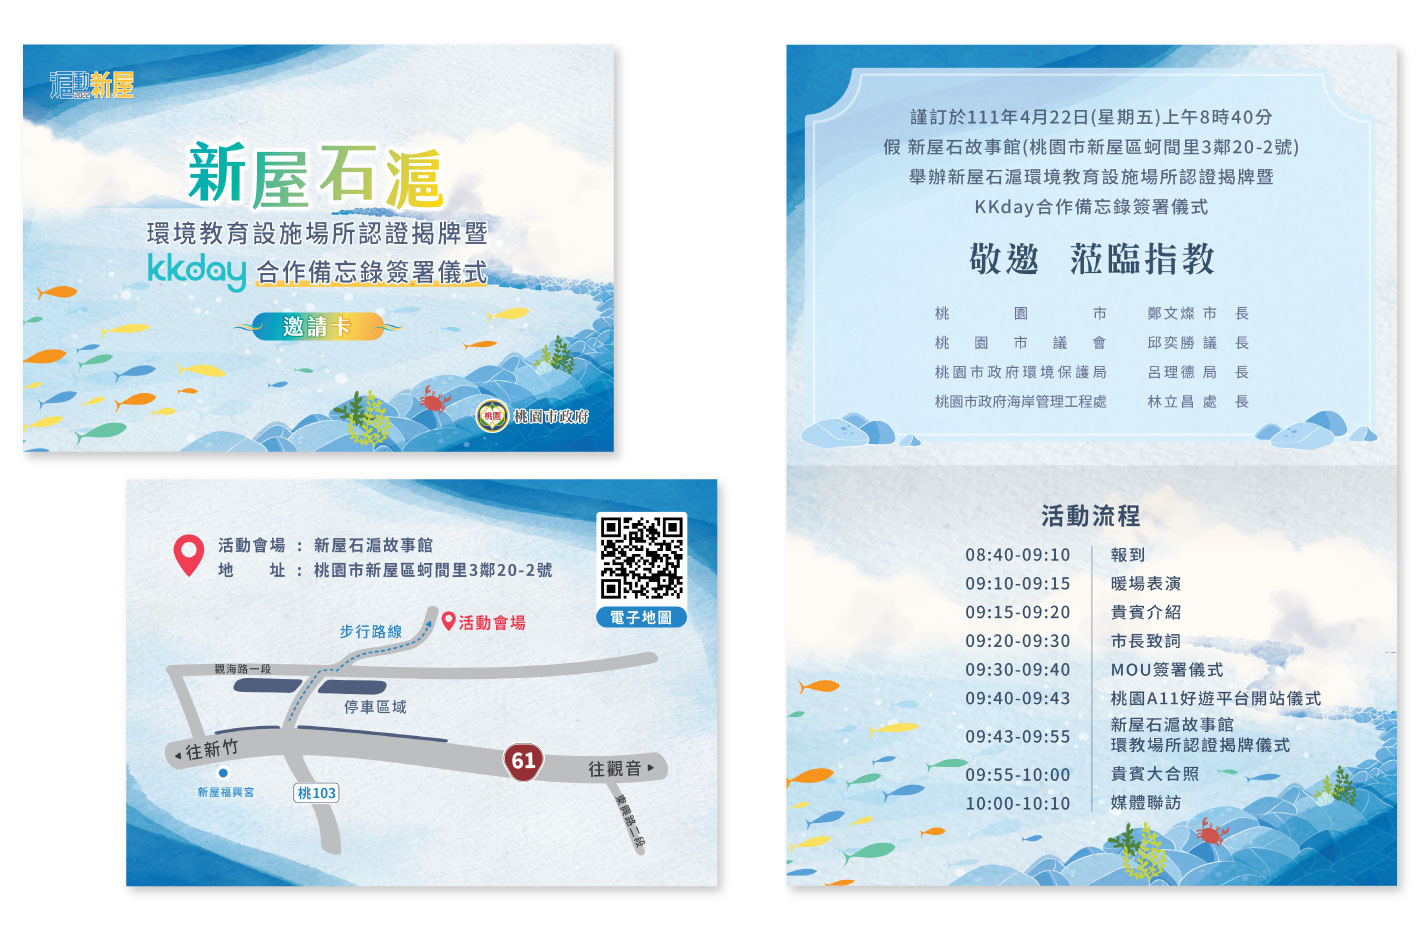 滬動新屋
新屋石滬
環境教育設施場所認證揭牌暨
kkday 合作備忘錄簽署儀式
邀請卡
桃園 桃園市政府
活動會場 : 新屋石滬故事館
地 址 : 桃園市新屋區蚵間里3鄰20-2號
電子地圖
活動會場
步行路線
觀海路一段
停車區域
往新竹
61
往觀音
新屋福興宮
桃103
東興路二段
謹訂於111年4月22日(星期五)上午8時40分
假 新屋石故事館(桃園市新屋區蚵間里3鄰20-2號)
舉辦新屋石滬環境教育設施場所認證揭牌暨
KKday合作備忘錄簽署儀式
敬邀 蒞臨指教
桃園市 鄭文燦 市長
桃園市議會 邱奕勝 議長
桃園市政府環境保護局 呂理德 局長
桃園市政府海岸管理工程處 林立昌 處長
活動流程
08:40-09:10 報到
09:10-09:15 暖場表演
09:15-09:20 貴賓介紹
09:20-09:30 市長致詞
09:30-09:40 MOU簽署儀式
09:40-09:43 桃園A11好遊平台開站儀式
09:43-09:55 新屋石滬故事館
環教場所認證揭牌儀式
09:55-10:00 貴賓大合照
10:00-10:10 媒體聯訪